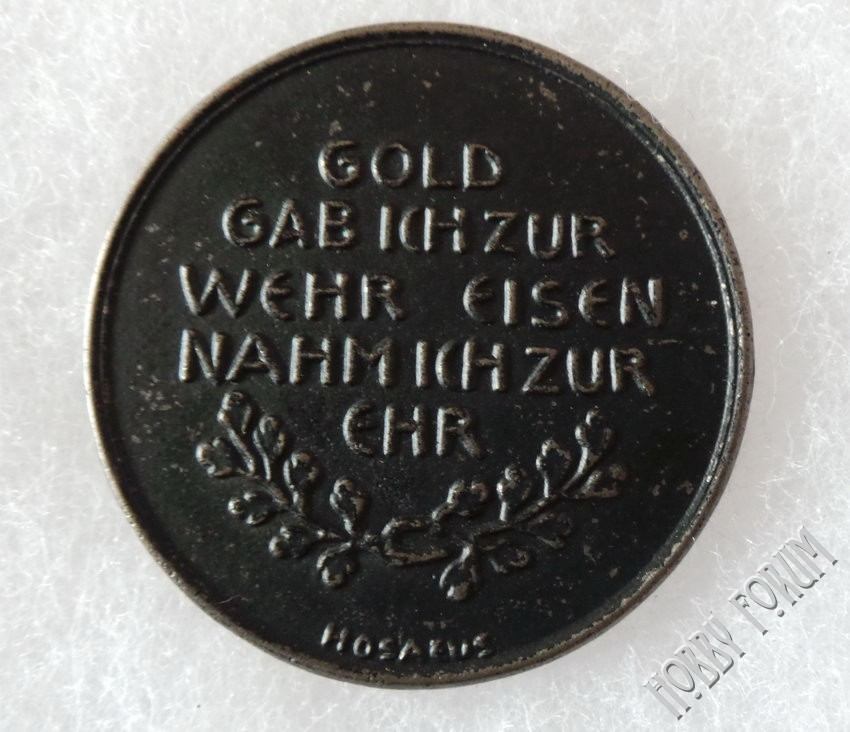 GOLD
GAB ICH ZUR
WEHR EISEN
NAHM ICH ZUR
EHR
HOSAEUS
HOBBY FORUM